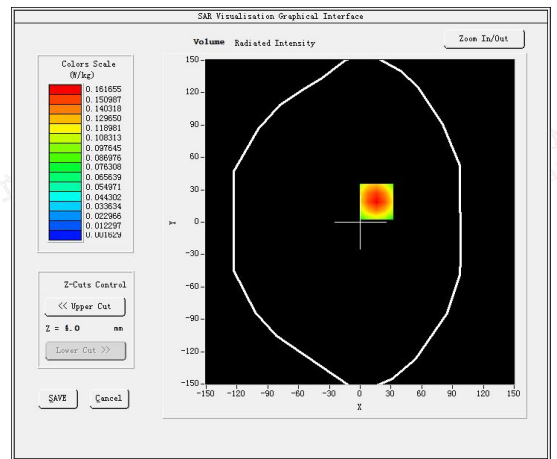 SAR Visualisation Graphical Interface
Volume Radiated Intensity
Zoom In/Out
Colors Scale
(W/kg)
0.161655
0.150987
0.140318
0.129650
0.118981
0.108313
0.097645
0.086976
0.076308
0.065639
0.054971
0.044302
0.033634
0.022966
0.012297
0.001629
Z-Cuts Control
<< Upper Cut
Z = 4.0 mm
Lower Cut >>
SAVE
Cancel
150
120
90
60
30
0
-30
-60
-90
-120
-150
Y
-150 -120 -90 -60 -30 0 30 60 90 120 150
X